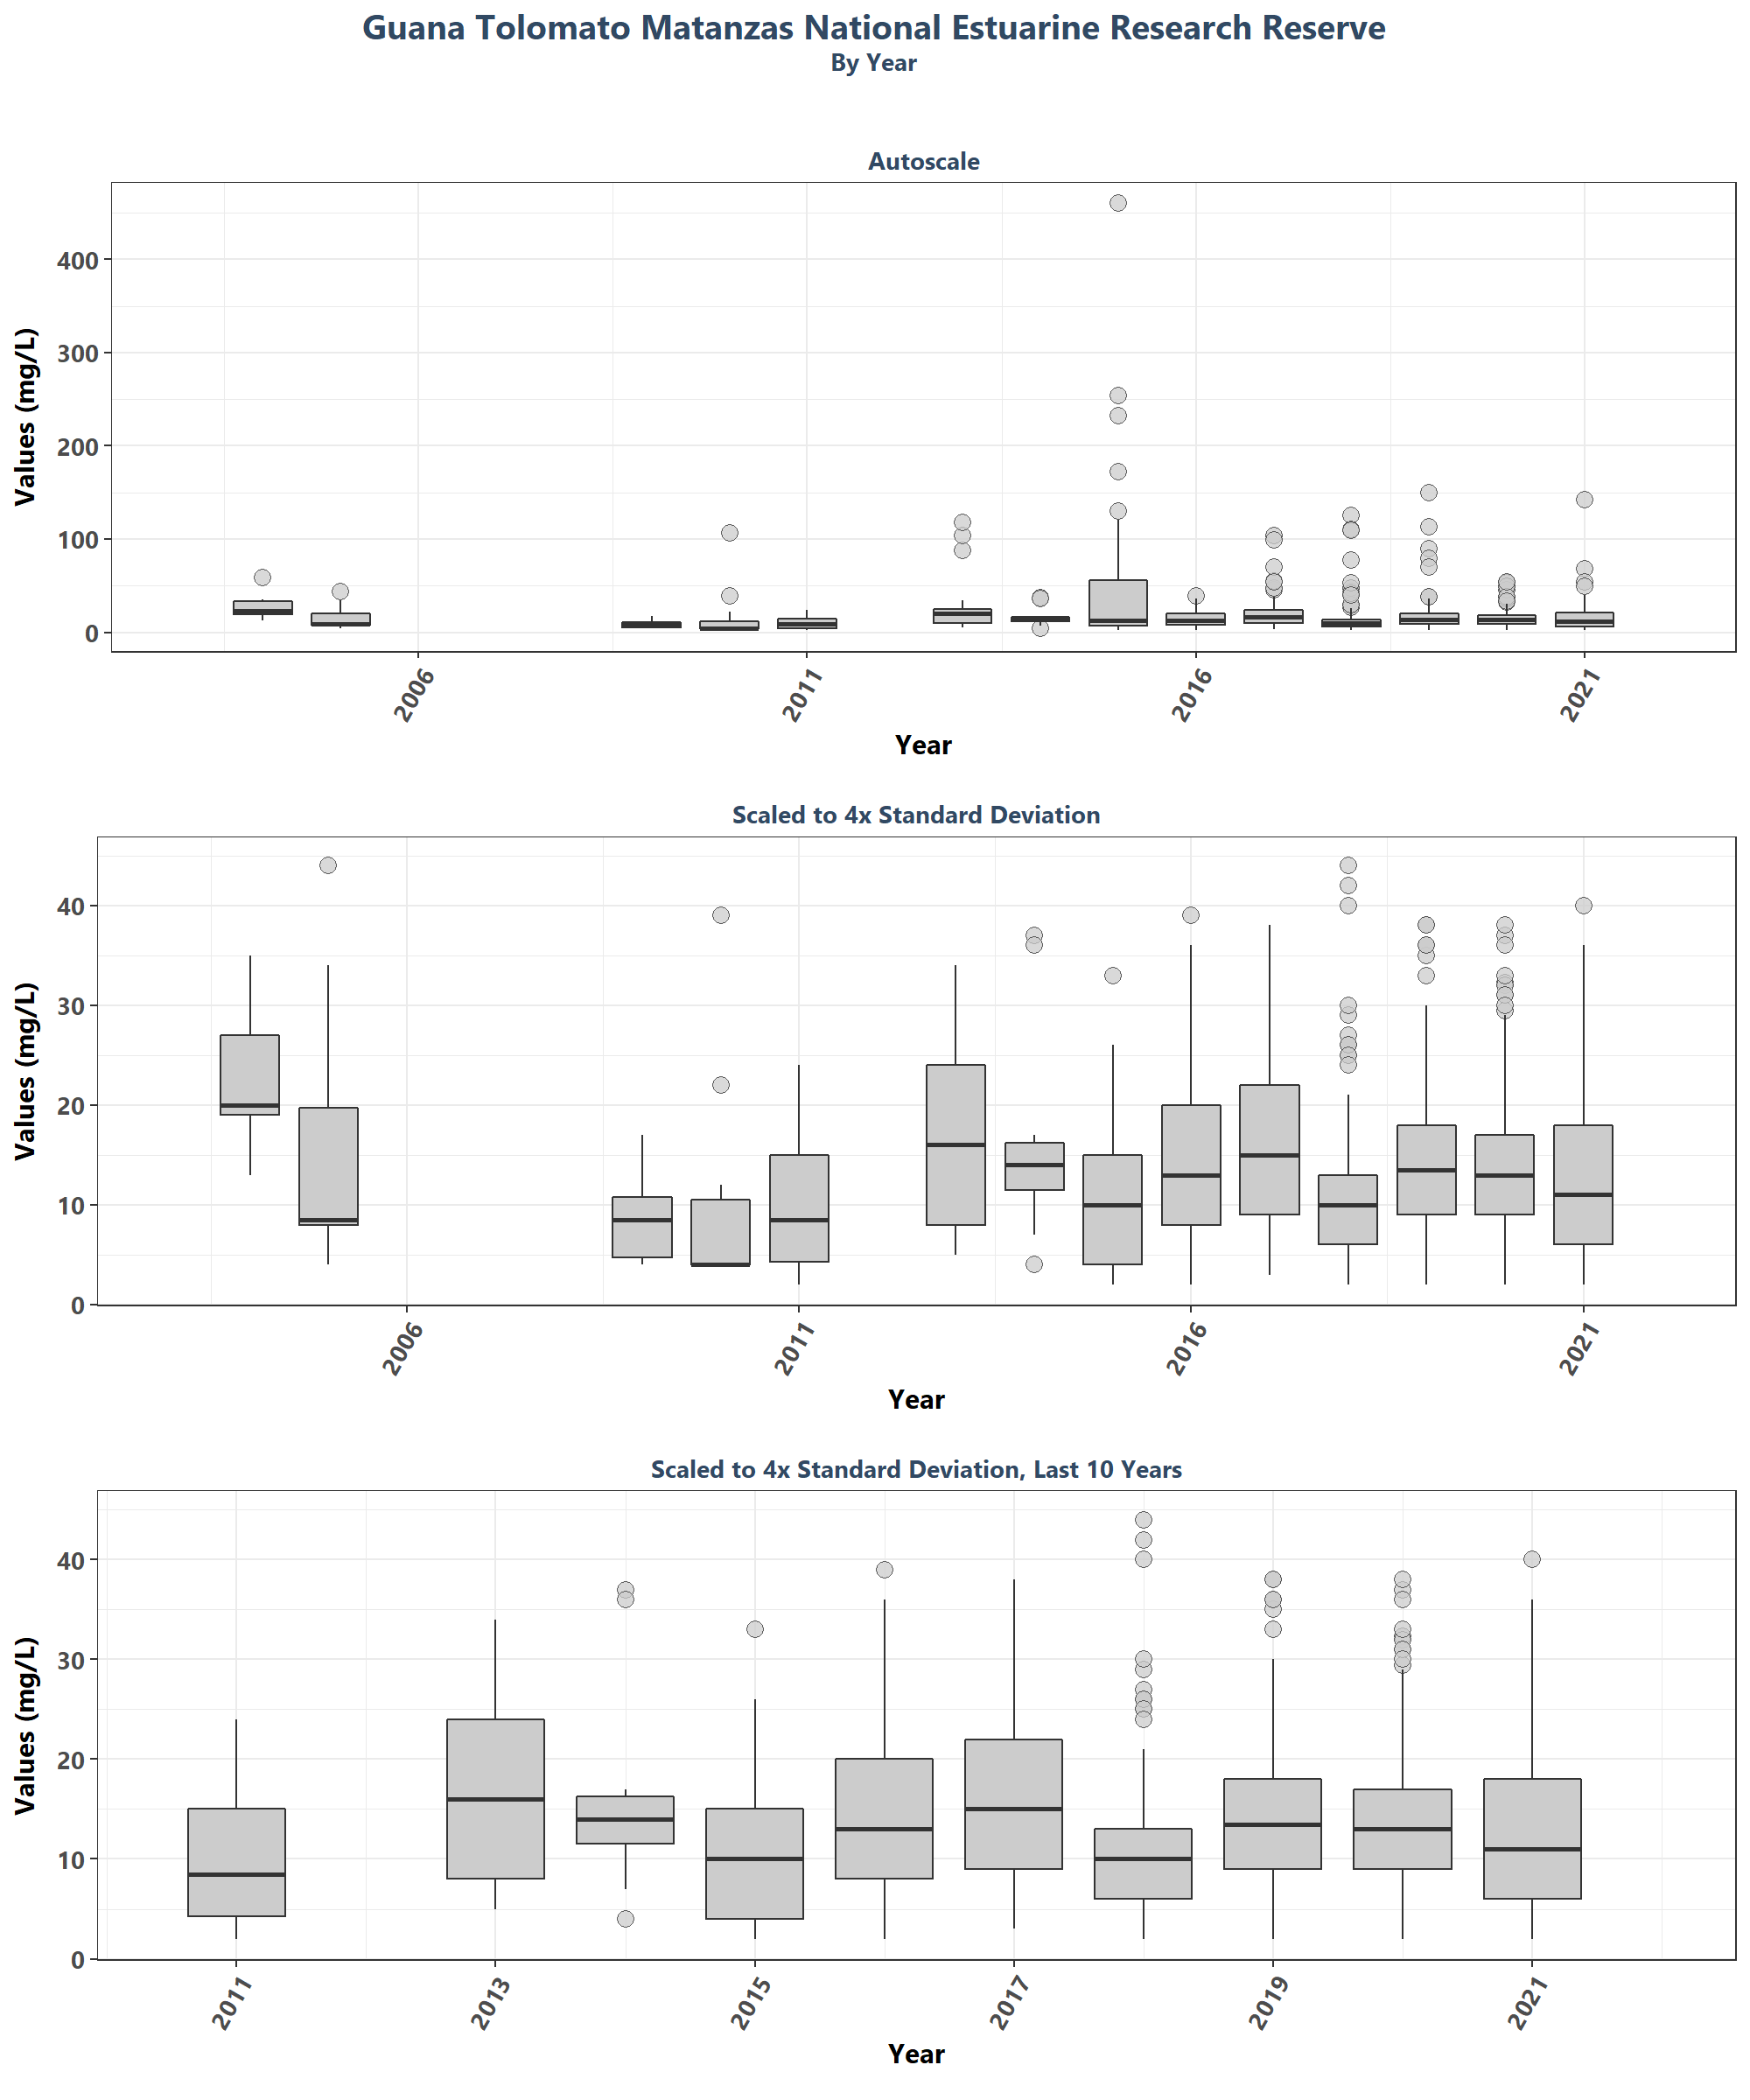 Guana Tolomato Matanzas National Estuarine Research Reserve
By Year
Autoscale
Values (mg/L)
400
300
200
100
0
2006
2011
2016
2021
Year
Scaled to 4x Standard Deviation
Values (mg/L)
40
30
20
10
0
2006
2011
2016
2021
Year
Scaled to 4x Standard Deviation, Last 10 Years
Values (mg/L)
40
30
20
10
0
2011
2013
2015
2017
2019
2021
Year